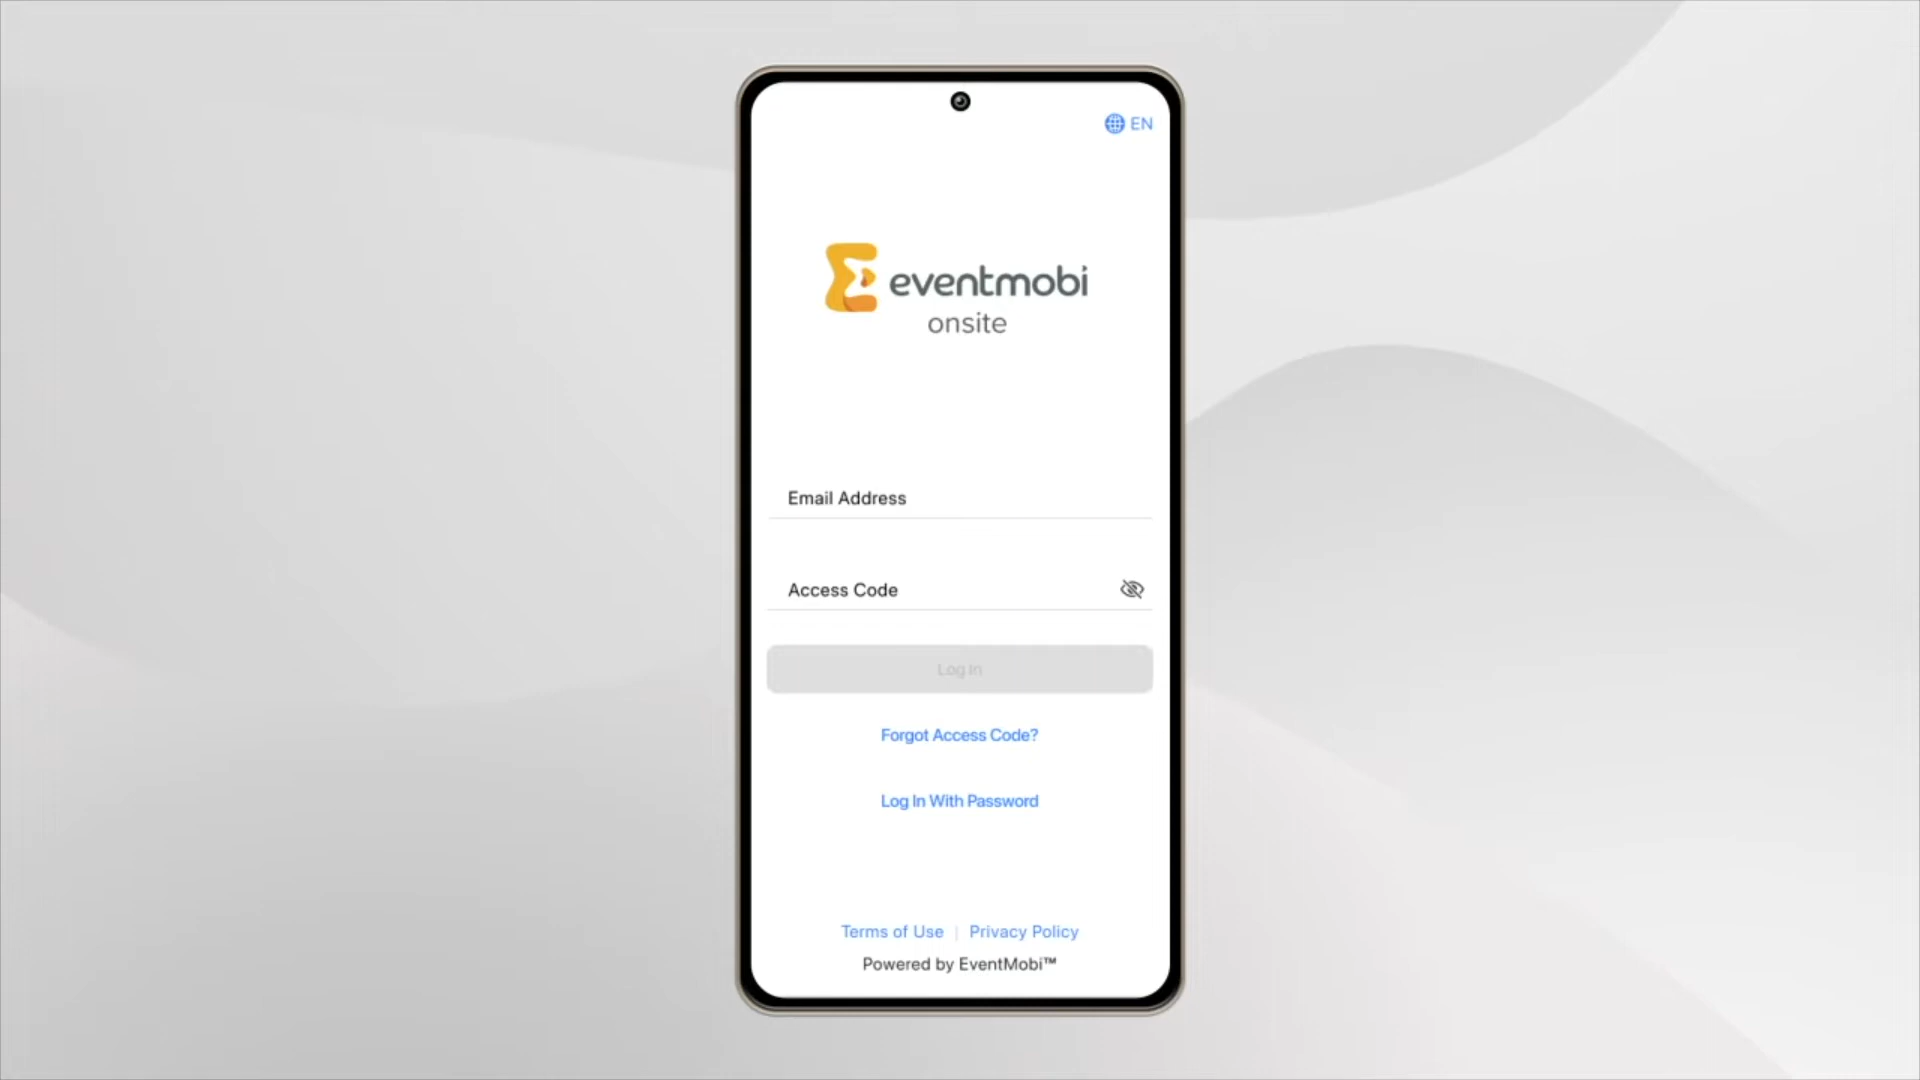 EN
eventmobi
onsite
Email Address
Access Code
Log In
Forgot Access Code?
Log In With Password
Terms of Use | Privacy Policy
Powered by EventMobi™